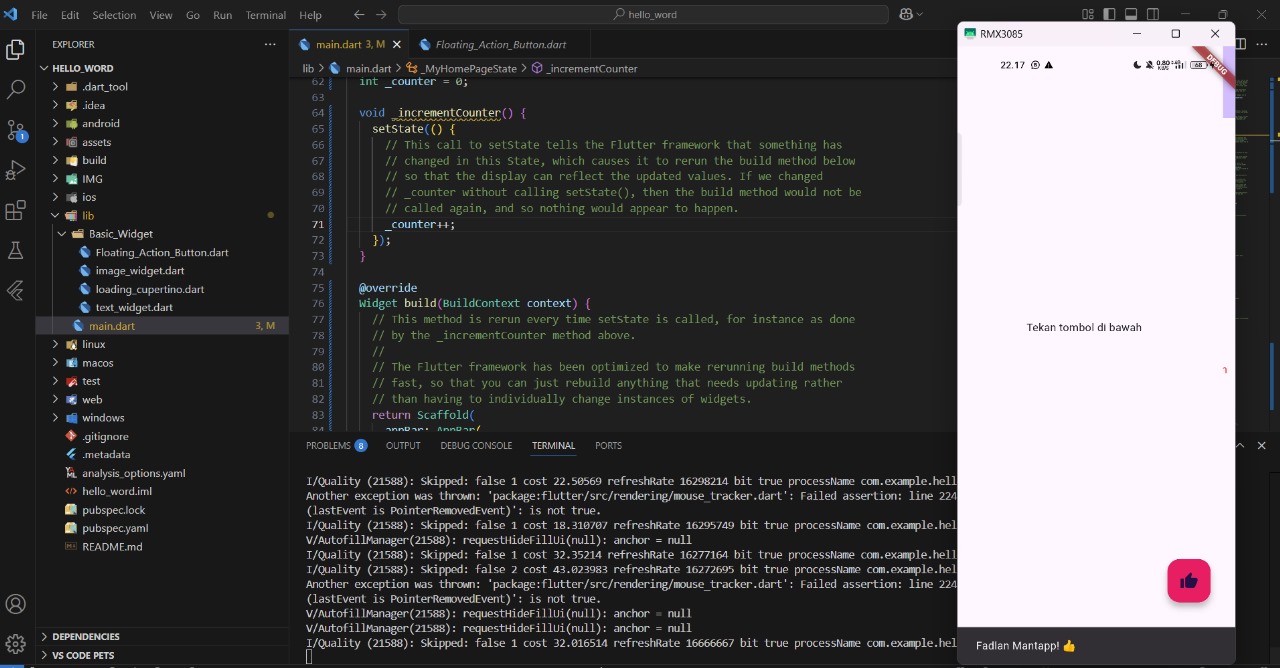 File Edit Selection View Go Run Terminal Help
hello_word
EXPLORER
HELLO_WORD
.dart_tool
.idea
android
assets
build
IMG
ios
lib
Basic_Widget
Floating_Action_Button.dart
image_widget.dart
loading_cupertino.dart
text_widget.dart
main.dart 3, M
linux
macos
test
web
windows
.gitignore
.metadata
analysis_options.yaml
hello_word.iml
pubspec.lock
pubspec.yaml
README.md
DEPENDENCIES
VS CODE PETS
1
main.dart 3, M
Floating_Action_Button.dart
lib > main.dart > _MyHomePageState > _incrementCounter
62 int _counter = 0;
63
64 void _incrementCounter() {
65 setState(() {
66 // This call to setState tells the Flutter framework that something has
67 // changed in this State, which causes it to rerun the build method below
68 // so that the display can reflect the updated values. If we changed
69 // _counter without calling setState(), then the build method would not be
70 // called again, and so nothing would appear to happen.
71 _counter++;
72 });
73 }
74
75 @override
76 Widget build(BuildContext context) {
77 // This method is rerun every time setState is called, for instance as done
78 // by the _incrementCounter method above.
79 //
80 // The Flutter framework has been optimized to make rerunning build methods
81 // fast, so that you can just rebuild anything that needs updating rather
82 // than having to individually change instances of widgets.
83 return Scaffold(
84 appBar: AppBar(
PROBLEMS 8 OUTPUT DEBUG CONSOLE TERMINAL PORTS
I/Quality (21588): Skipped: false 1 cost 22.50569 refreshRate 16298214 bit true processName com.example.hell
Another exception was thrown: 'package:flutter/src/rendering/mouse_tracker.dart': Failed assertion: line 224
(lastEvent is PointerRemovedEvent)': is not true.
I/Quality (21588): Skipped: false 1 cost 18.310707 refreshRate 16295749 bit true processName com.example.hel
V/AutofillManager(21588): requestHideFillUi(null): anchor = null
I/Quality (21588): Skipped: false 1 cost 32.35214 refreshRate 16277164 bit true processName com.example.hell
I/Quality (21588): Skipped: false 2 cost 43.023983 refreshRate 16272695 bit true processName com.example.hel
Another exception was thrown: 'package:flutter/src/rendering/mouse_tracker.dart': Failed assertion: line 224
(lastEvent is PointerRemovedEvent)': is not true.
V/AutofillManager(21588): requestHideFillUi(null): anchor = null
V/AutofillManager(21588): requestHideFillUi(null): anchor = null
I/Quality (21588): Skipped: false 1 cost 32.016514 refreshRate 16666667 bit true processName com.example.hel
RMX3085
22.17
0.80 KB/S
68
DEBUG
Tekan tombol di bawah
Fadlan Mantapp! 👍